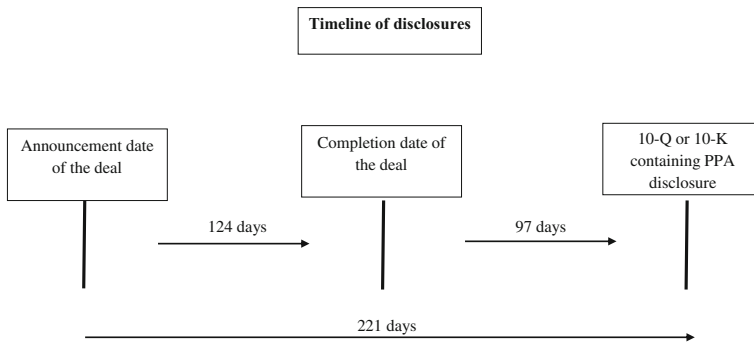 Timeline of disclosures
Announcement date
of the deal
Completion date of
the deal
10-Q or 10-K
containing PPA
disclosure
124 days
97 days
221 days